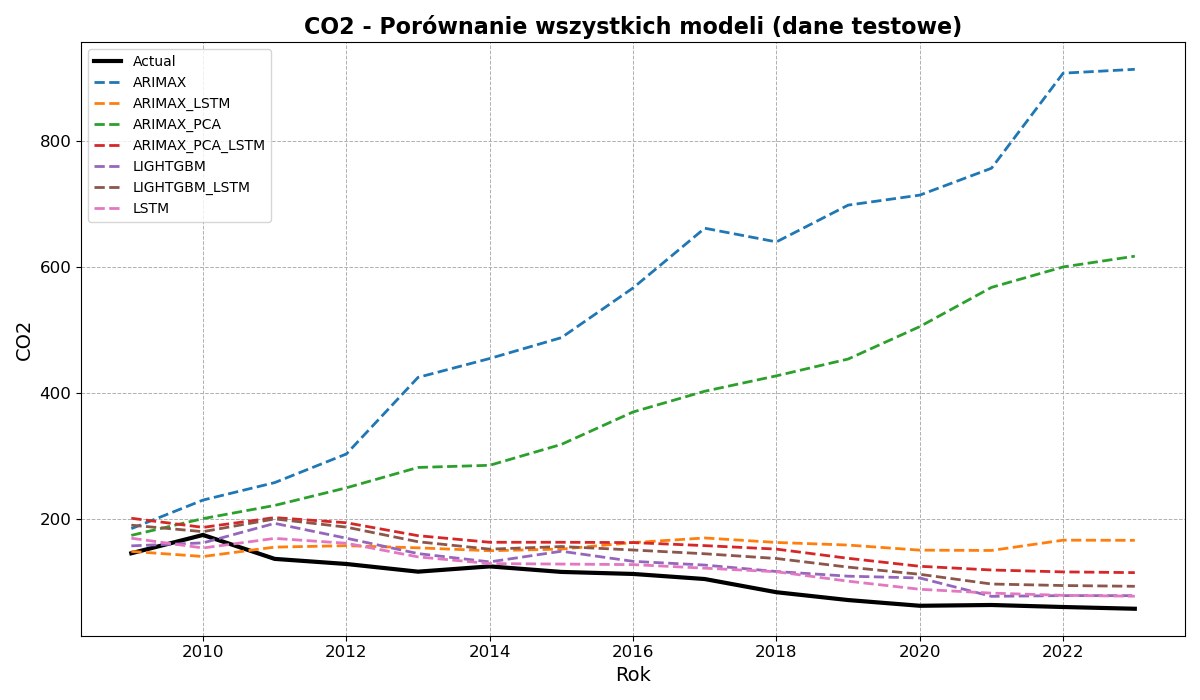 CO2 - Porównanie wszystkich modeli (dane testowe)
Actual
ARIMAX
ARIMAX_LSTM
ARIMAX_PCA
ARIMAX_PCA_LSTM
LIGHTGBM
LIGHTGBM_LSTM
LSTM
800
600
400
200
CO2
2010 2012 2014 2016 2018 2020 2022
Rok